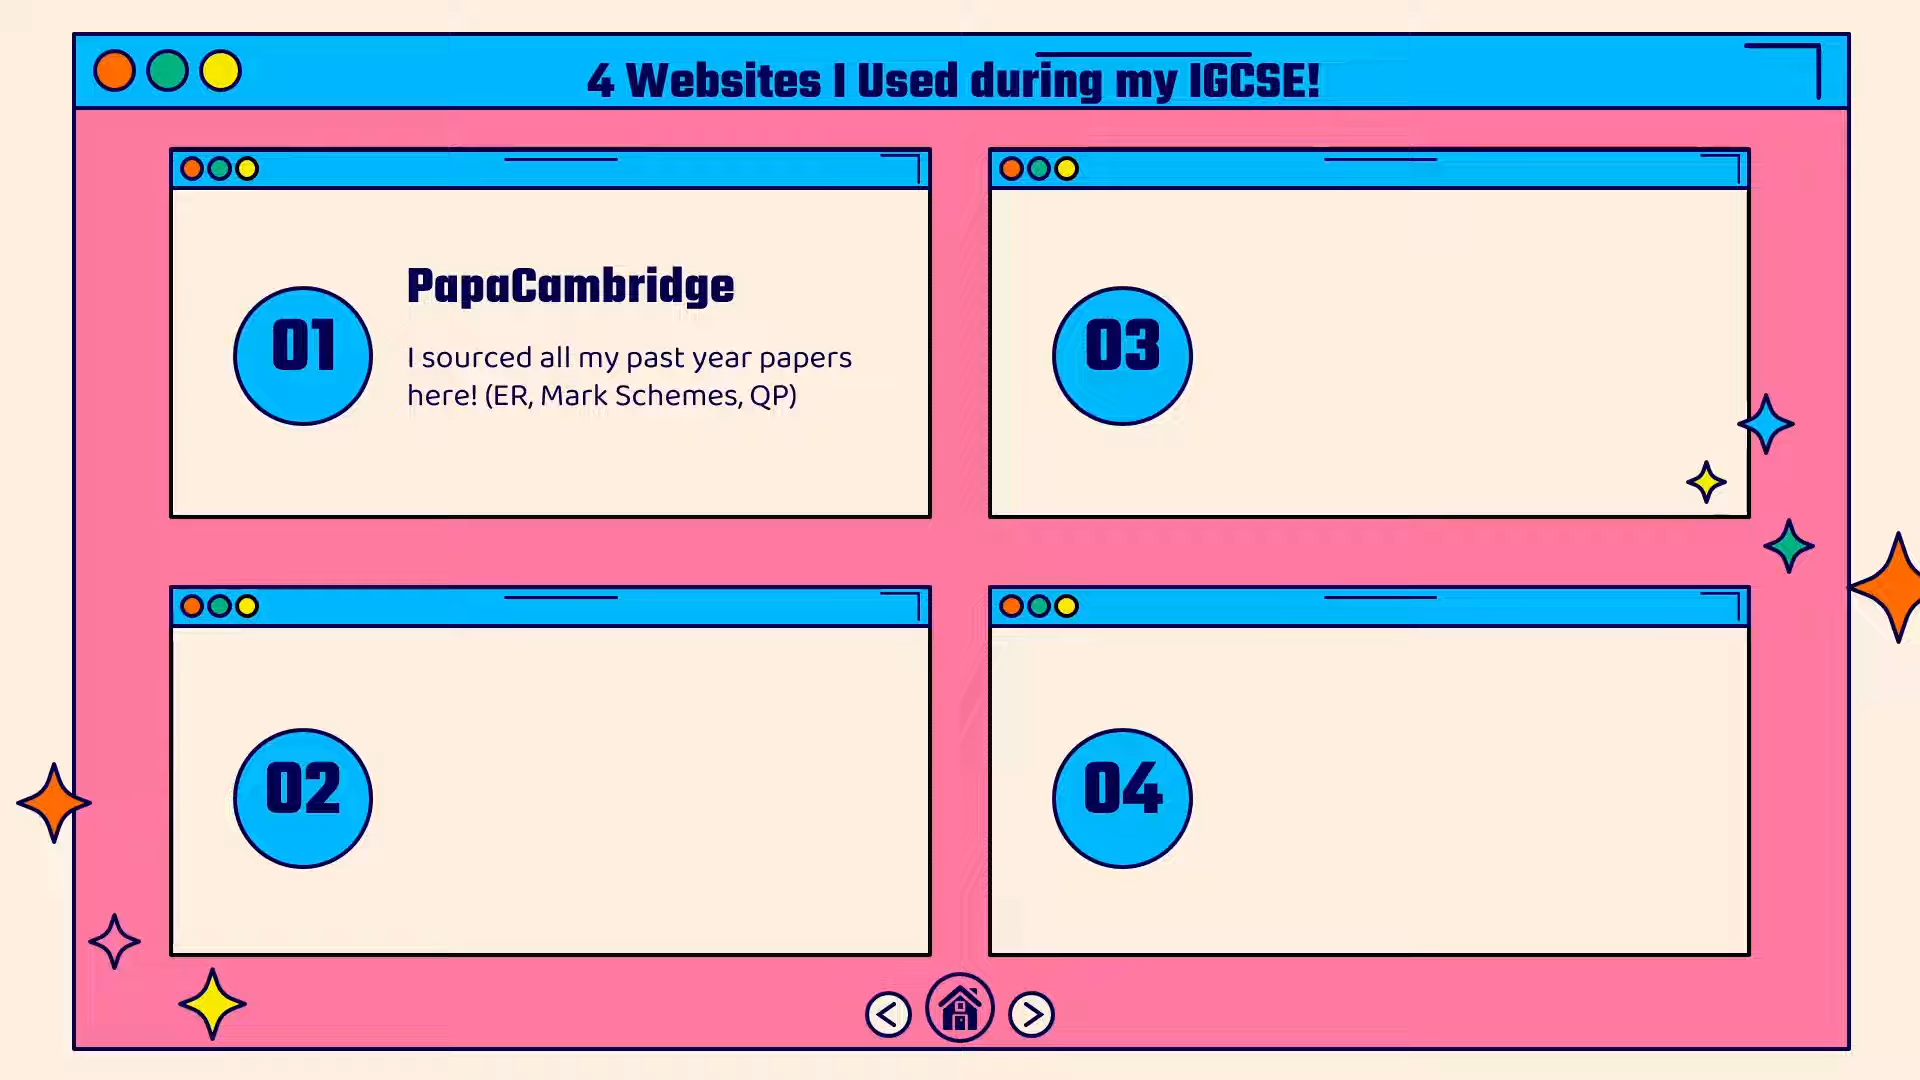 4 Websites I Used during my IGCSE!
01
PapaCambridge
I sourced all my past year papers
here! (ER, Mark Schemes, QP)
02
03
04